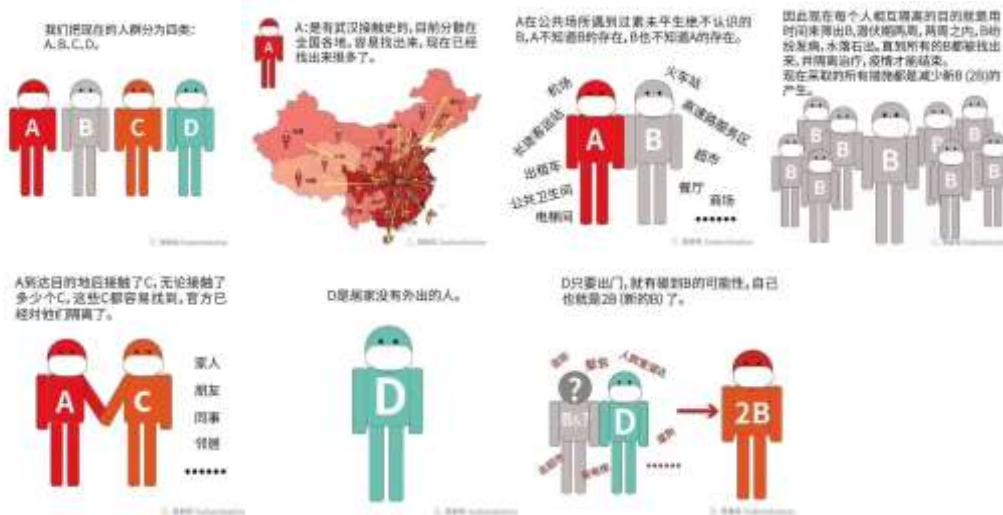 我们把现在的人群分为四类:
A、B、C、D。
A
B
C
D
A:是有武汉接触史的,目前分散在
全国各地。容易找出来,现在已经
找出来很多了。
A
A在公共场所遇到过素未平生绝不认识的
B,A不知道B的存在,B也不知道A的存在。
机场
长途客运站
出租车
公共卫生间
电梯间
A
B
火车站
高速路服务区
超市
餐厅
商场
······
因此现在每个人相互隔离的目的就是用
时间来薄出B,潜伏期两周,两周之内,B纷
纷发病,水落石出。直到所有的B都被找出
来,并隔离治疗,疫情才能结束。
现在采取的所有措施都是减少新B(2B)的
产生。
B
B
B
B
B
B
B
B
A到达目的地后接触了C,无论接触了
多少个C,这些C都容易找到,官方已
经对他们隔离了。
A
C
家人
朋友
同事
邻居
······
D是居家没有外出的人。
D
D只要出门,就有碰到B的可能性,自己
也就是2B(新的B)了。
聚会
?
D
······
2B